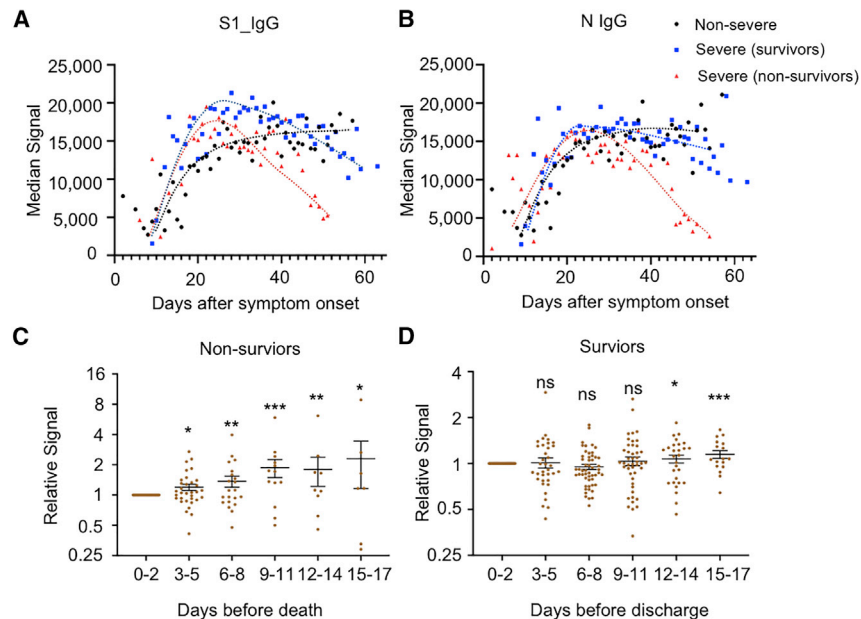 A
S1_IgG
Median Signal
25,000
20,000
15,000
10,000
5,000
0
0 20 40 60
Days after symptom onset
B
N IgG
Non-severe
Severe (survivors)
Severe (non-survivors)
Median Signal
25,000
20,000
15,000
10,000
5,000
0
0 20 40 60
Days after symptom onset
C
Non-surviors
Relative Signal
16
8
4
2
1
0.5
0.25
* ** *** ** *
0-2 3-5 6-8 9-11 12-14 15-17
Days before death
D
Surviors
Relative Signal
4
2
1
0.5
0.25
ns ns ns * ***
0-2 3-5 6-8 9-11 12-14 15-17
Days before discharge